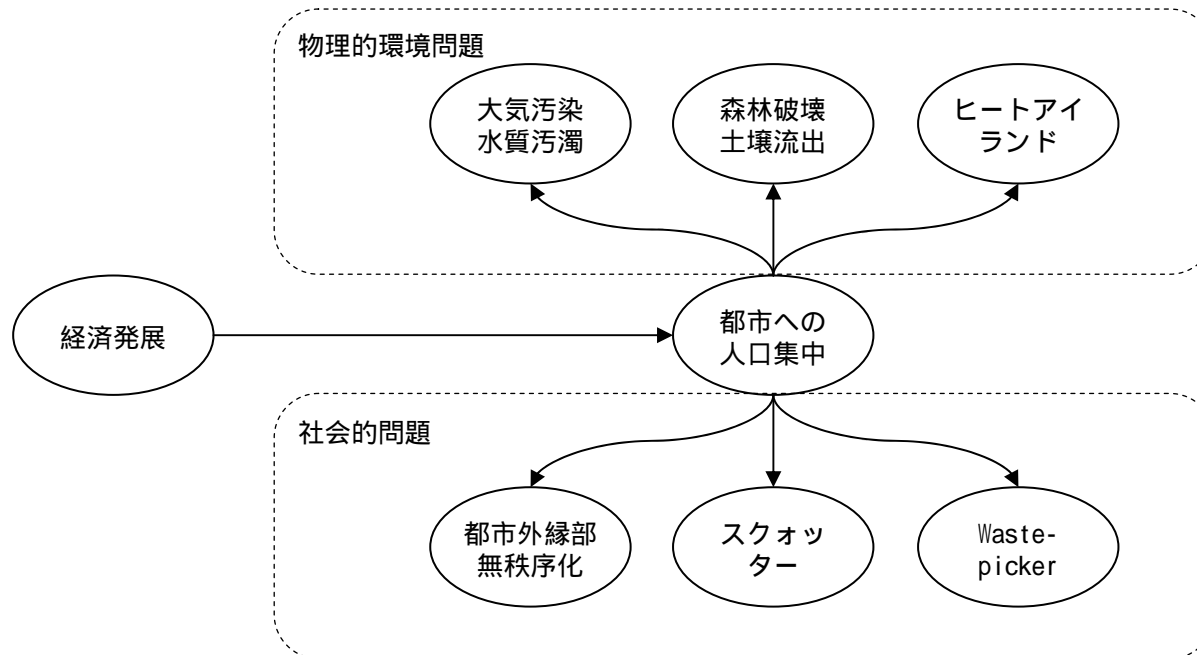 物理的環境問題
大気汚染
水質汚濁
森林破壊
土壌流出
ヒートアイ
ランド
経済発展
都市への
人口集中
社会的問題
都市外縁部
無秩序化
スクォッ
ター
Waste-
picker